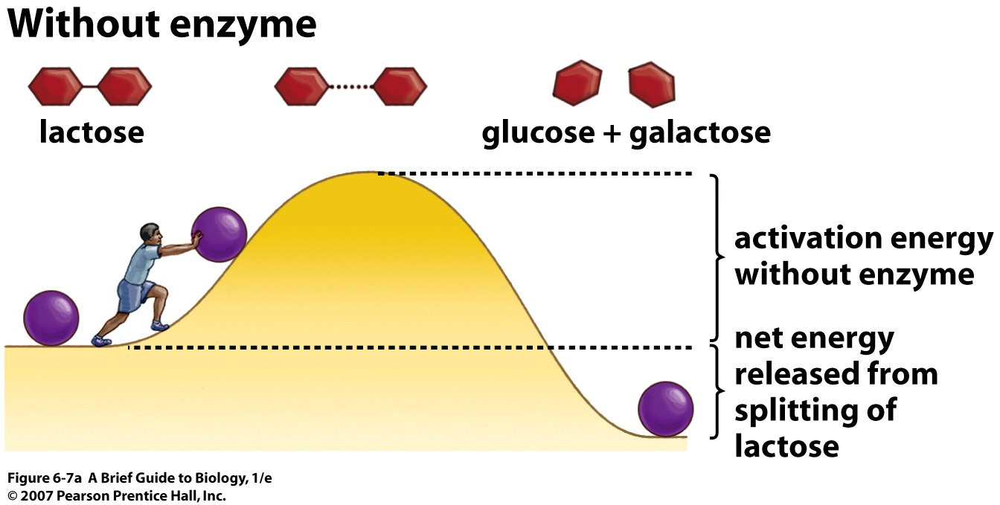 Without enzyme
lactose
glucose + galactose
activation energy
without enzyme
net energy
released from
splitting of
lactose
Figure 6-7a A Brief Guide to Biology, 1/e
© 2007 Pearson Prentice Hall, Inc.